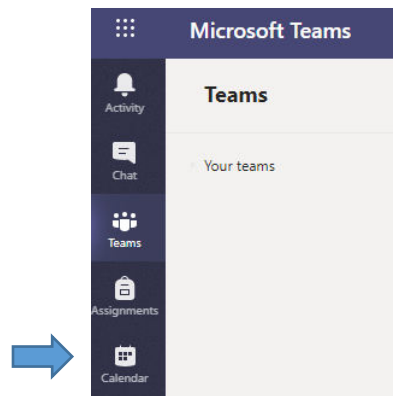 Microsoft Teams
Activity
Teams
Chat
Your teams
Teams
Assignments
Calendar